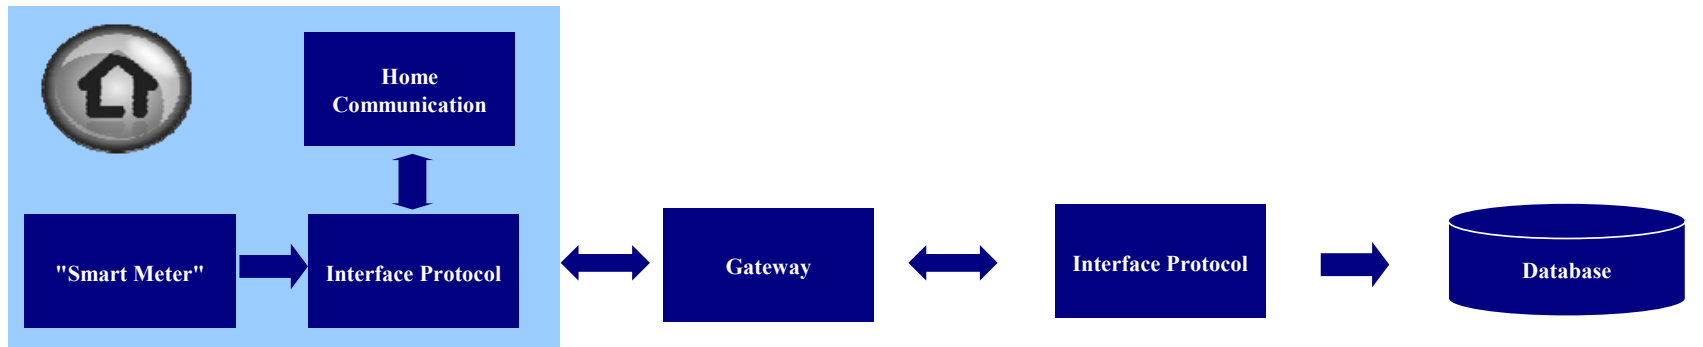 Home
Communication
"Smart Meter"
Interface Protocol
Gateway
Interface Protocol
Database